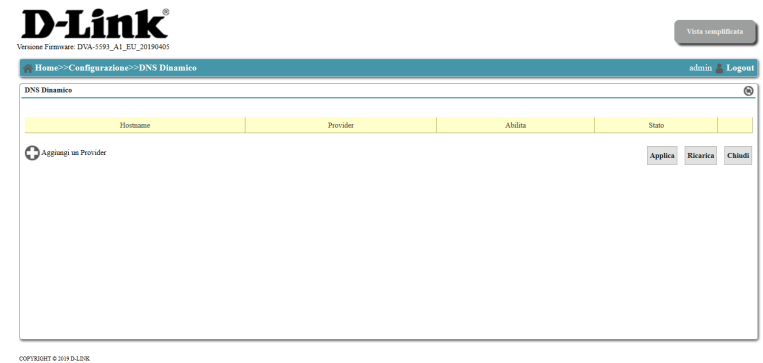 D-Link®
Versione Firmware: DVA-5593_A1_EU_20190405
Vista semplificata
Home>>Configurazione>>DNS Dinamico
admin Logout
DNS Dinamico
Hostname Provider Abilita Stato
Aggiungi un Provider
Applica Ricarica Chiudi
COPYRIGHT © 2019 D-LINK